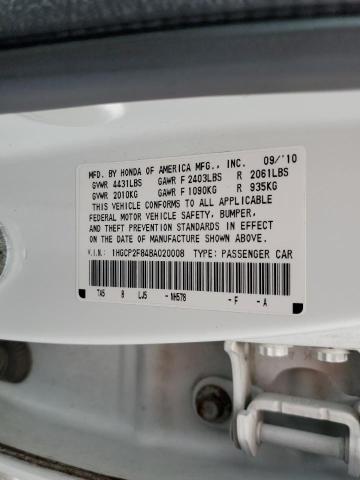 MFD. BY HONDA OF AMERICA MFG., INC. 09/'10
GVWR 4431LBS GAWR F 2403LBS R 2061LBS
GVWR 2010KG GAWR F 1090KG R 935KG
THIS VEHICLE CONFORMS TO ALL APPLICABLE
FEDERAL MOTOR VEHICLE SAFETY, BUMPER,
AND THEFT PREVENTION STANDARDS IN EFFECT
ON THE DATE OF MANUFACTURE SHOWN ABOVE.
V.I.N.: 1HGCP2F84BA020008 TYPE: PASSENGER CAR
TA5 8 LJ5 -NH578 -F -A